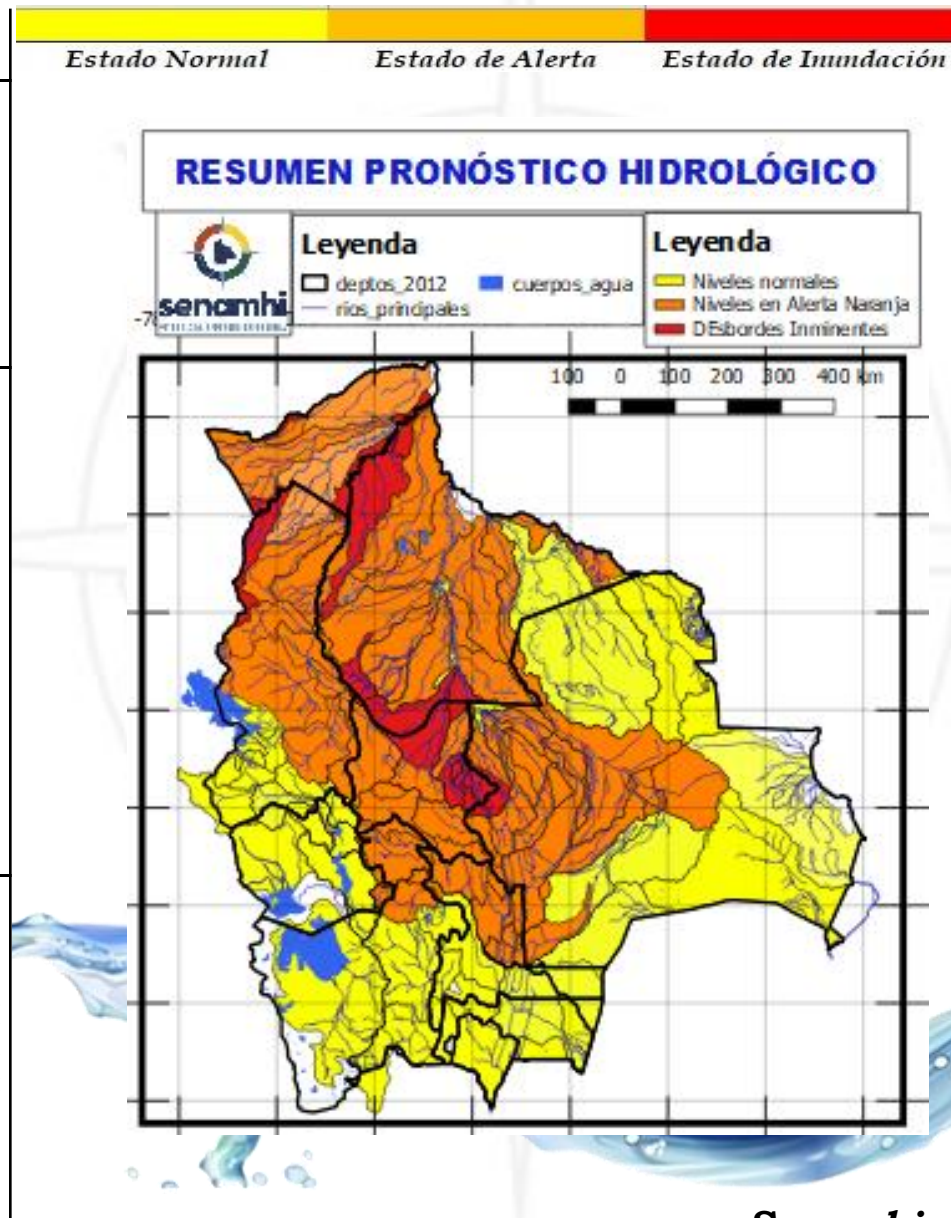 Estado Normal Estado de Alerta Estado de Inundación
RESUMEN PRONÓSTICO HIDROLÓGICO
senamhi
Leyenda
deptos_2012 cuerpos_agua
rios_principales
Leyenda
Niveles normales
Niveles en Alerta Naranja
DEsbordes Inminentes
100 0 100 200 300 400 km